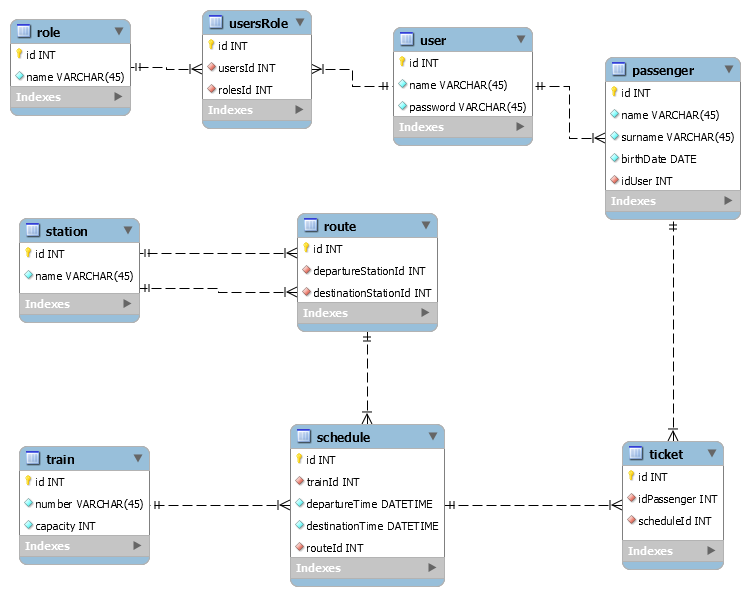 role
id INT
name VARCHAR(45)
Indexes
usersRole
id INT
usersId INT
rolesId INT
Indexes
user
id INT
name VARCHAR(45)
password VARCHAR(45)
Indexes
passenger
id INT
name VARCHAR(45)
surname VARCHAR(45)
birthDate DATE
idUser INT
Indexes
station
id INT
name VARCHAR(45)
Indexes
route
id INT
departureStationId INT
destinationStationId INT
Indexes
train
id INT
number VARCHAR(45)
capacity INT
Indexes
schedule
id INT
trainId INT
departureTime DATETIME
destinationTime DATETIME
routeId INT
Indexes
ticket
id INT
idPassenger INT
scheduleId INT
Indexes